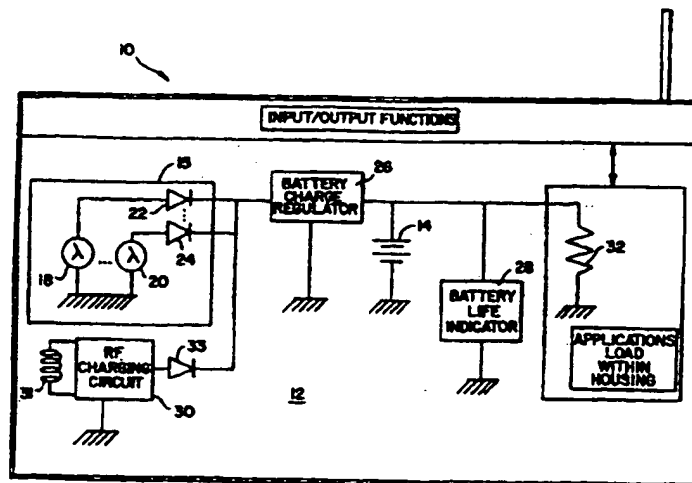 10
INPUT/OUTPUT FUNCTIONS
15
26
BATTERY
CHARGE
REGULATOR
22
24
14
λ
18
...
λ
20
28
BATTERY
LIFE
INDICATOR
32
APPLICATIONS
LOAD
WITHIN
HOUSING
33
RF
CHARGING
CIRCUIT
31
30
12